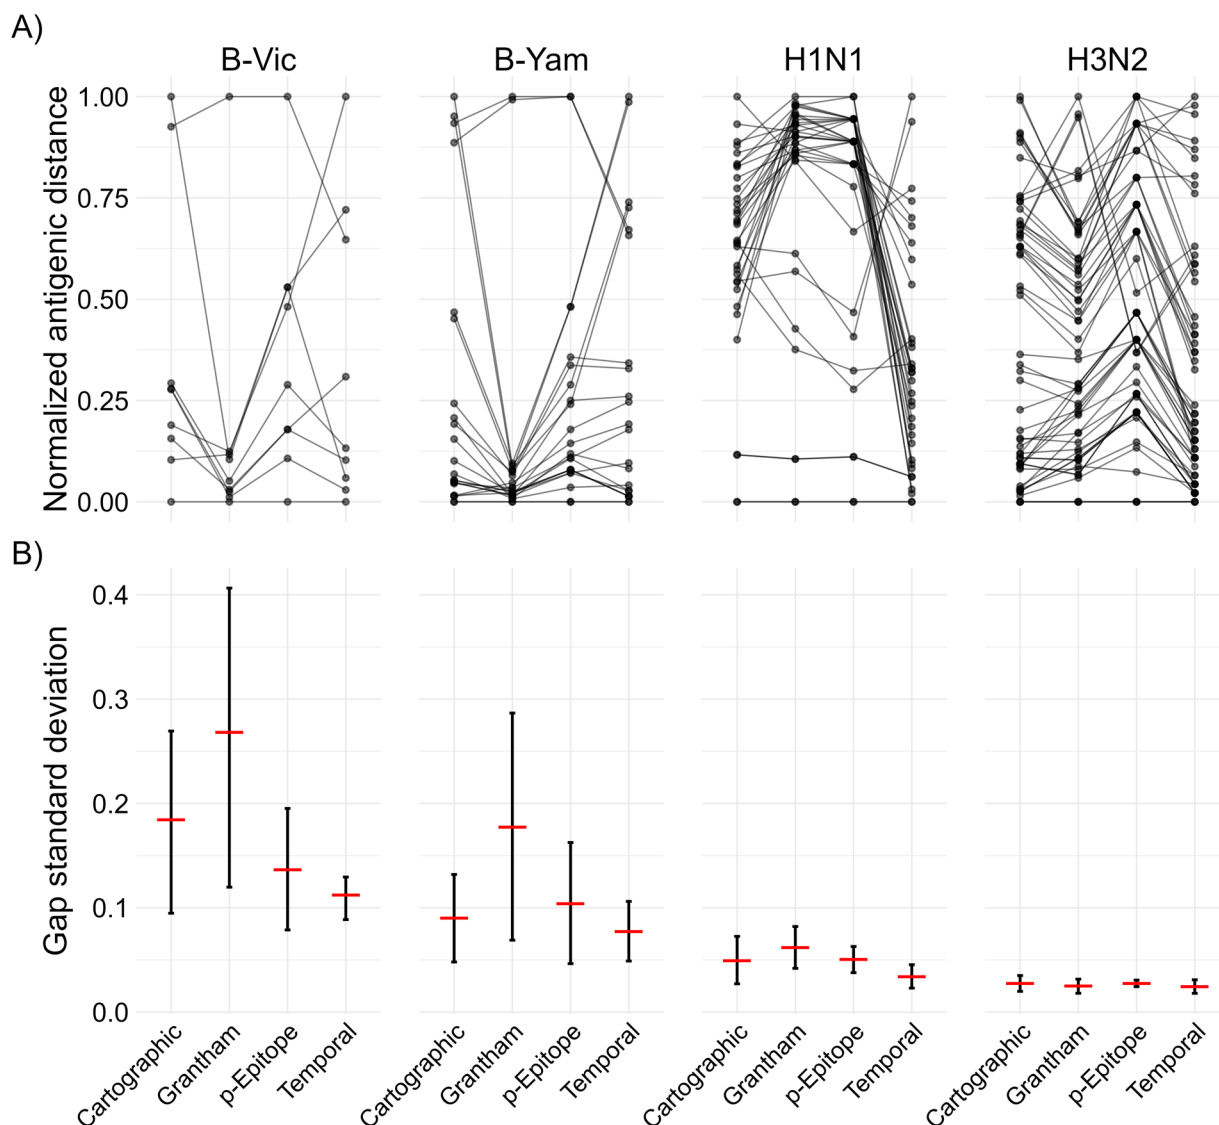 A)
B-Vic B-Yam H1N1 H3N2
Normalized antigenic distance
1.00
0.75
0.50
0.25
0.00
B)
Gap standard deviation
0.4
0.3
0.2
0.1
0.0
Cartographic Grantham p-Epitope Temporal Cartographic Grantham p-Epitope Temporal Cartographic Grantham p-Epitope Temporal Cartographic Grantham p-Epitope Temporal